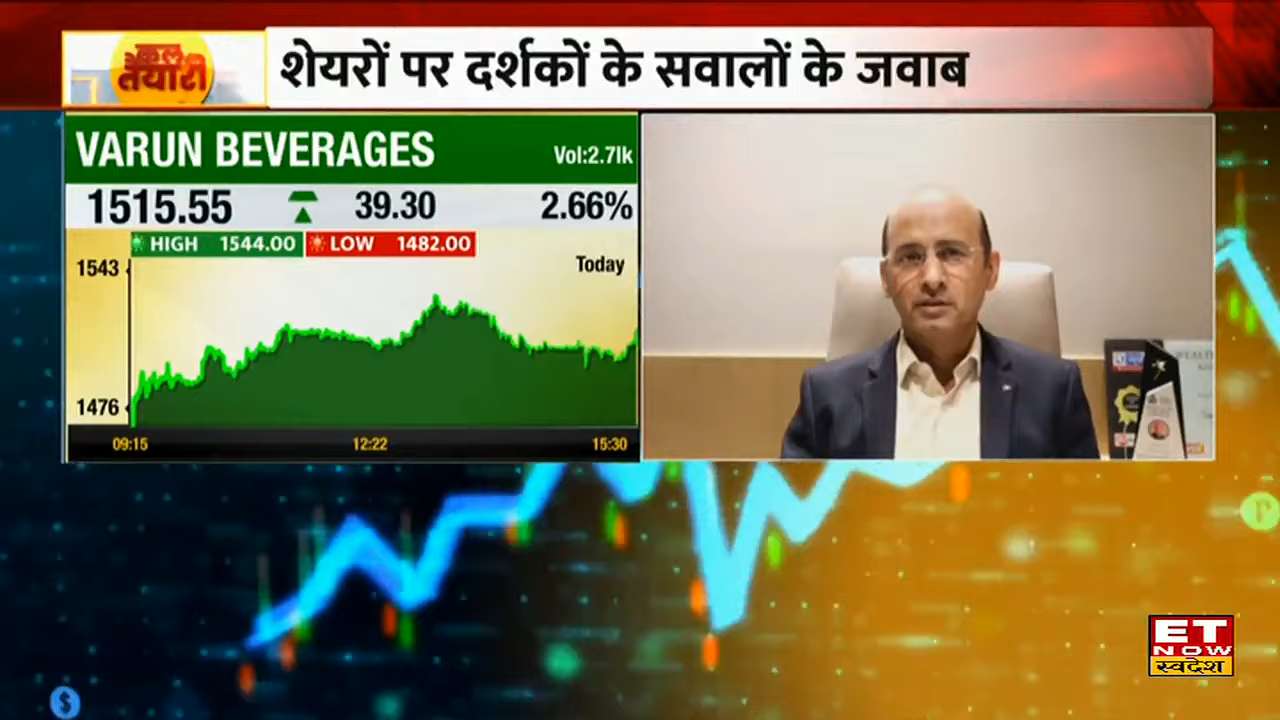 कल की तैयारी
शेयरों पर दर्शकों के सवालों के जवाब
VARUN BEVERAGES
Vol:2.7lk
1515.55 39.30 2.66%
HIGH 1544.00 LOW 1482.00
1543
Today
1476
09:15 12:22 15:30
ET
NOW
स्वदेश